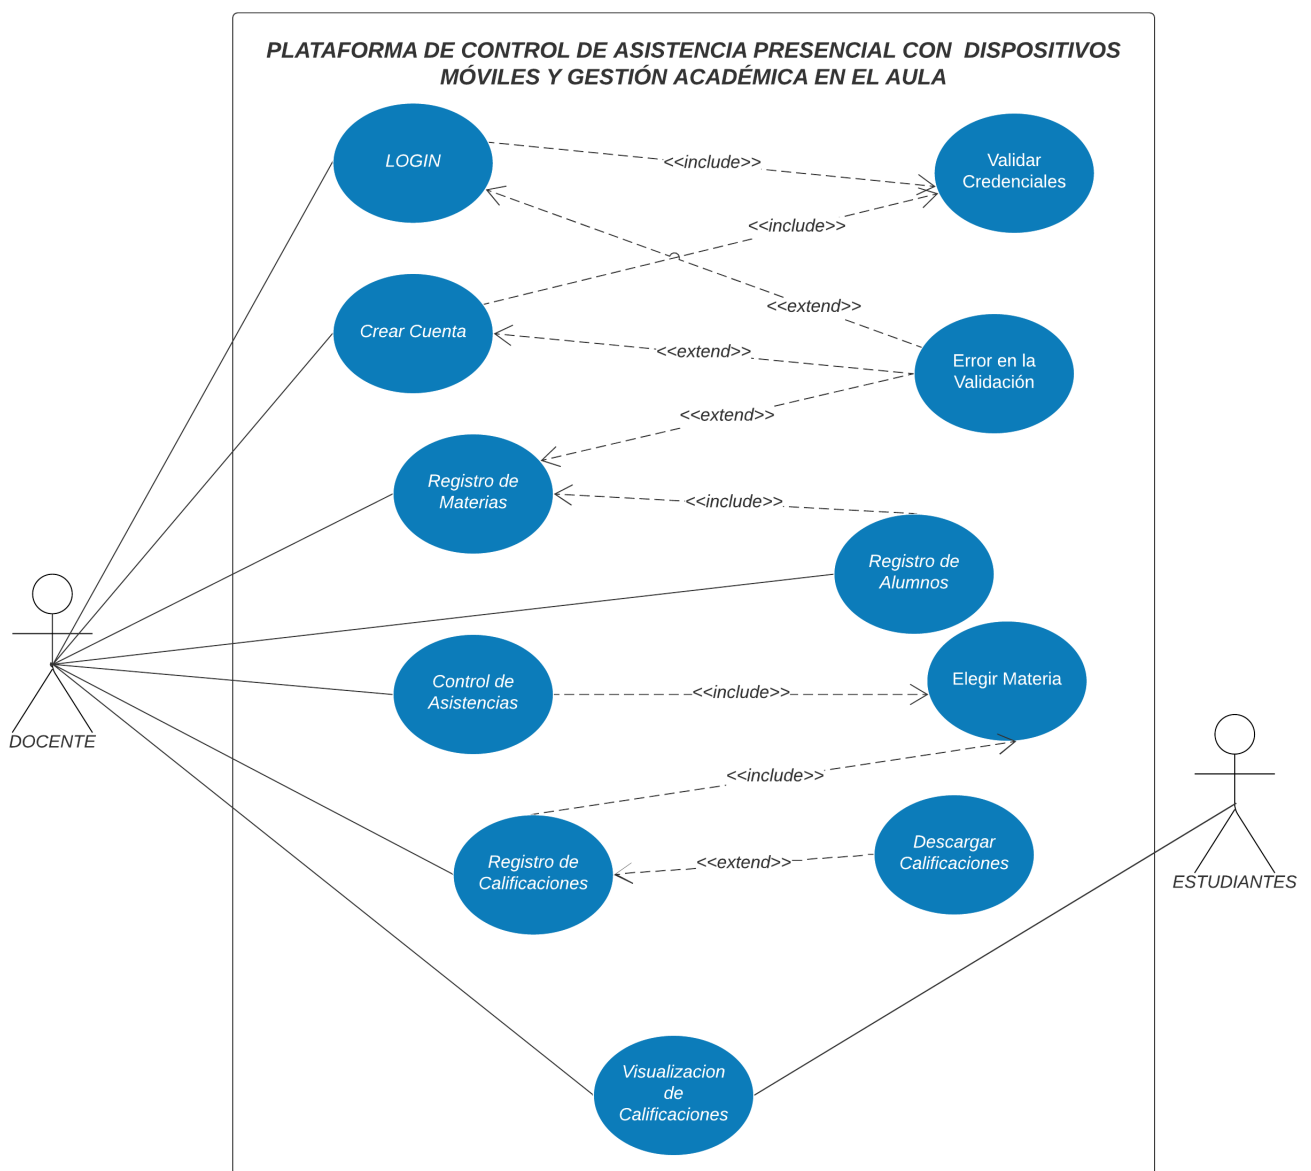 PLATAFORMA DE CONTROL DE ASISTENCIA PRESENCIAL CON DISPOSITIVOS
MÓVILES Y GESTIÓN ACADÉMICA EN EL AULA
LOGIN
<<include>>
Validar
Credenciales
<<include>>
<<extend>>
Crear Cuenta
<<extend>>
Error en la
Validación
<<extend>>
Registro de
Materias
<<include>>
Registro de
Alumnos
Control de
Asistencias
<<include>>
Elegir Materia
DOCENTE
<<include>>
Registro de
Calificaciones
<<extend>>
Descargar
Calificaciones
ESTUDIANTES
Visualizacion
de
Calificaciones